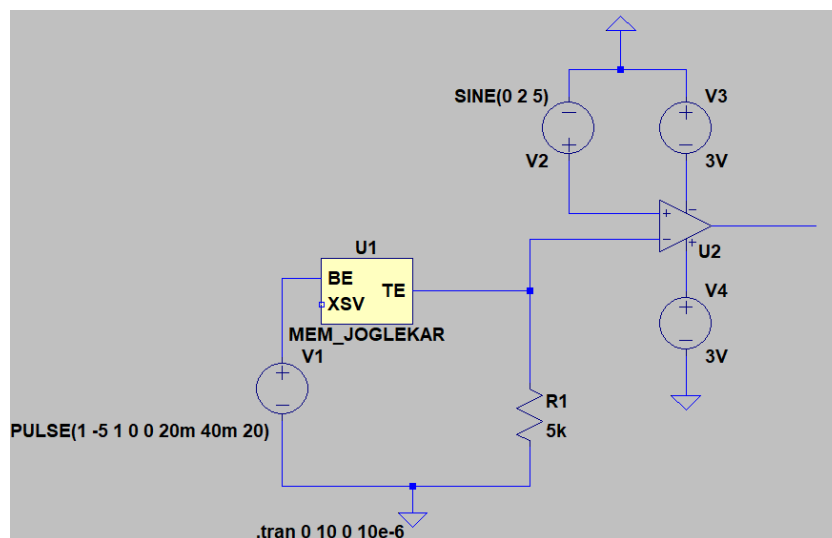 SINE(0 2 5)
V2
V3
3V
U2
V4
3V
U1
BE
XSV
TE
MEM_JOGLEKAR
V1
PULSE(1 -5 1 0 0 20m 40m 20)
R1
5k
.tran 0 10 0 10e-6